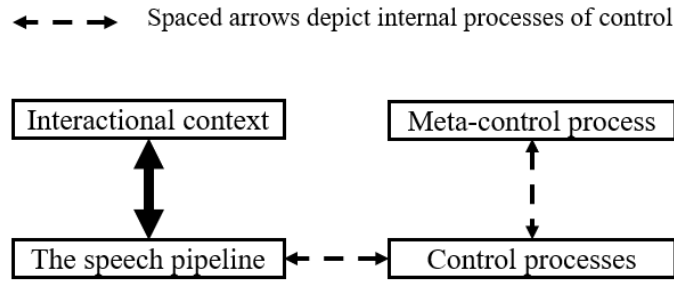 Spaced arrows depict internal processes of control
Interactional context
Meta-control process
The speech pipeline
Control processes